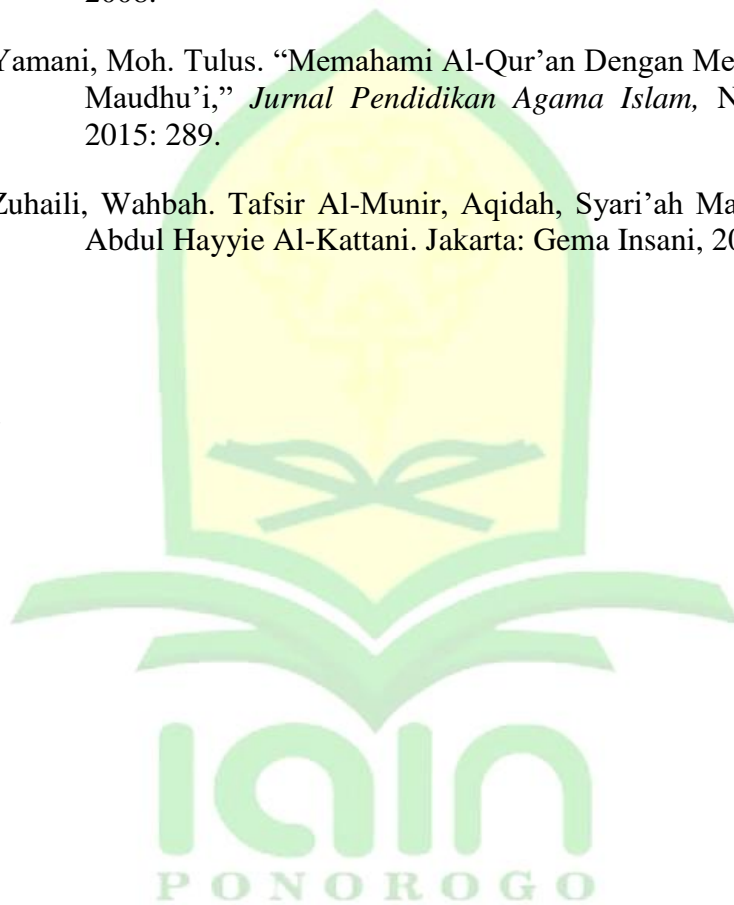 2008.
Yamani, Moh. Tulus. “Memahami Al-Qur’an Dengan Me
Maudhu’i,” Jurnal Pendidikan Agama Islam, N
2015: 289.
Zuhaili, Wahbah. Tafsir Al-Munir, Aqidah, Syari’ah Ma
Abdul Hayyie Al-Kattani. Jakarta: Gema Insani, 20
iain
PONOROGO